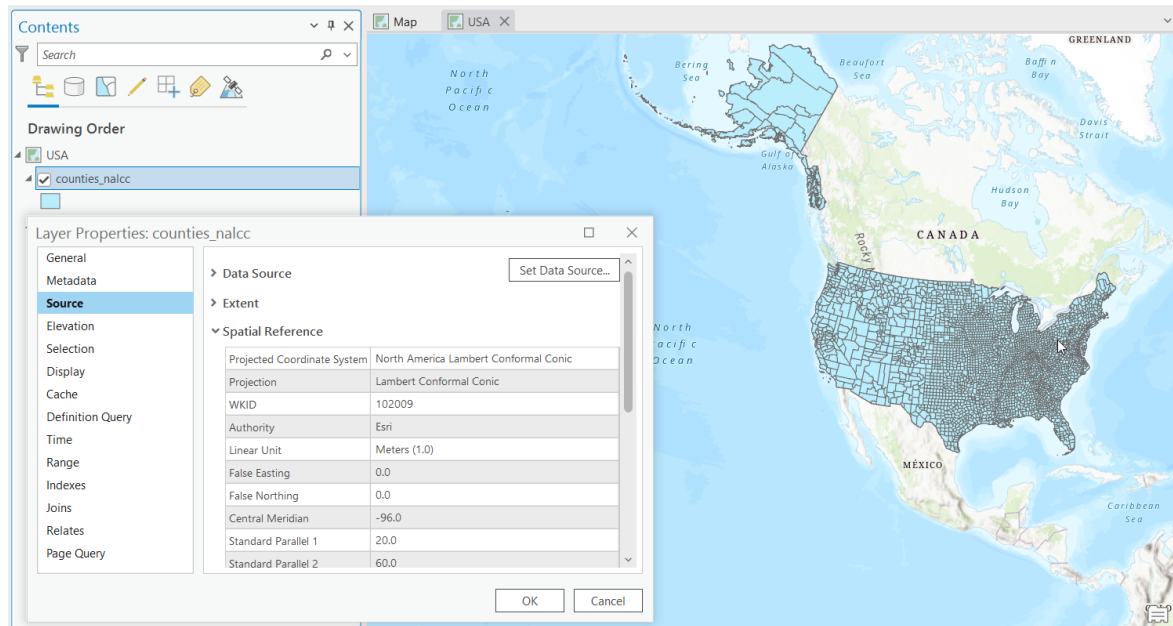 Contents
Search
Drawing Order
USA
counties_nalcc
Map
USA
GREENLAND
Bering
Sea
Beaufort
Sea
Baffin
Bay
North
Pacific
Ocean
Davis
Strait
Gulf of
Alaska
Hudson
Bay
CANADA
Rocky
North
acific
Ocean
MÉXICO
Caribbean
Sea
Layer Properties: counties_nalcc
General
Metadata
Source
Elevation
Selection
Display
Cache
Definition Query
Time
Range
Indexes
Joins
Relates
Page Query
Data Source
Set Data Source...
Extent
Spatial Reference
Projected Coordinate System North America Lambert Conformal Conic
Projection Lambert Conformal Conic
WKID 102009
Authority Esri
Linear Unit Meters (1.0)
False Easting 0.0
False Northing 0.0
Central Meridian -96.0
Standard Parallel 1 20.0
Standard Parallel 2 60.0
OK Cancel